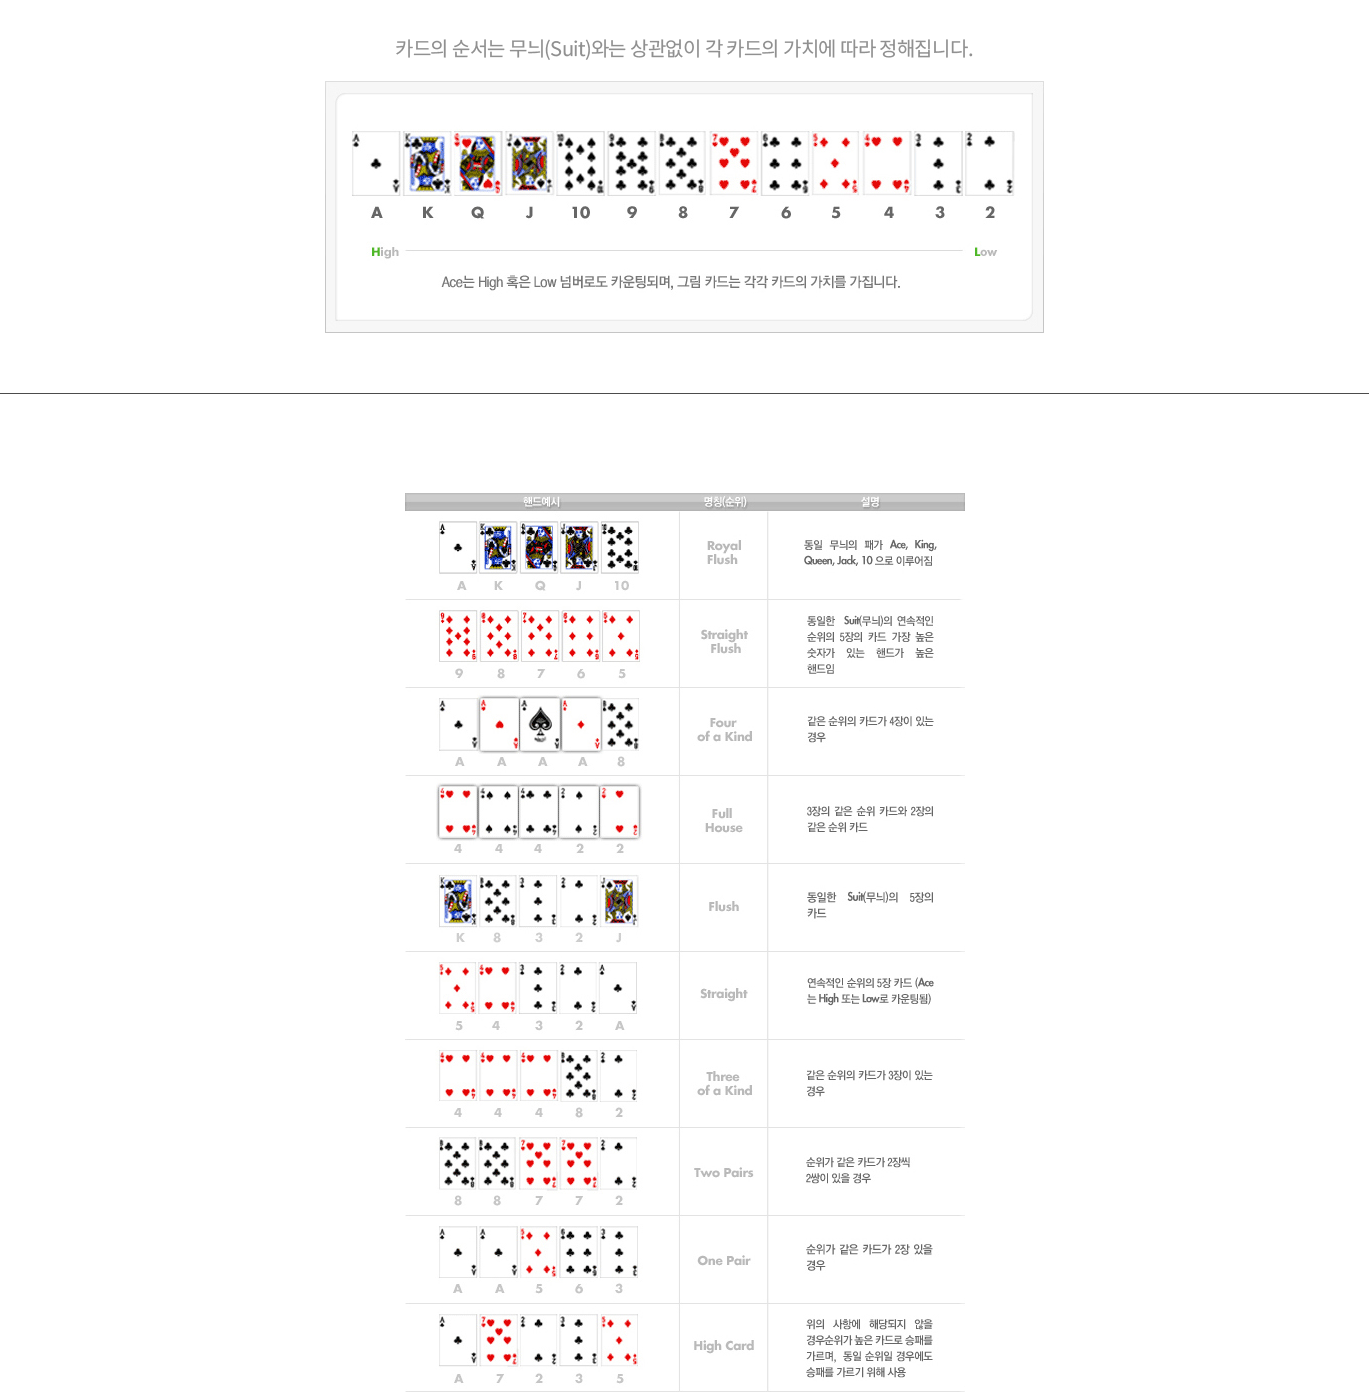 카드의 순서는 무늬(Suit)와는 상관없이 각 카드의 가치에 따라 정해집니다.
A K Q J 10 9 8 7 6 5 4 3 2
High Low
Ace는 High 혹은 Low 넘버로도 카운팅되며, 그림 카드는 각각 카드의 가치를 가집니다.
핸드예시 명칭(순위) 설명
A K Q J 10
Royal
Flush
동일 무늬의 패가 Ace, King,
Queen, Jack, 10 으로 이루어짐
9 8 7 6 5
Straight
Flush
동일한 Suit(무늬)의 연속적인
순위의 5장의 카드 가장 높은
숫자가 있는 핸드가 높은
핸드임
A A A A 8
Four
of a Kind
같은 순위의 카드가 4장이 있는
경우
4 4 4 2 2
Full
House
3장의 같은 순위 카드와 2장의
같은 순위 카드
K 8 3 2 J
Flush
동일한 Suit(무늬)의 5장의
카드
5 4 3 2 A
Straight
연속적인 순위의 5장 카드 (Ace
는 High 또는 Low로 카운팅됨)
4 4 4 8 2
Three
of a Kind
같은 순위의 카드가 3장이 있는
경우
8 8 7 7 2
Two Pairs
순위가 같은 카드가 2장씩
2쌍이 있을 경우
A A 5 6 3
One Pair
순위가 같은 카드가 2장 있을
경우
A 7 2 3 5
High Card
위의 사항에 해당되지 않을
경우순위가 높은 카드로 승패를
가르며, 동일 순위일 경우에도
승패를 가르기 위해 사용